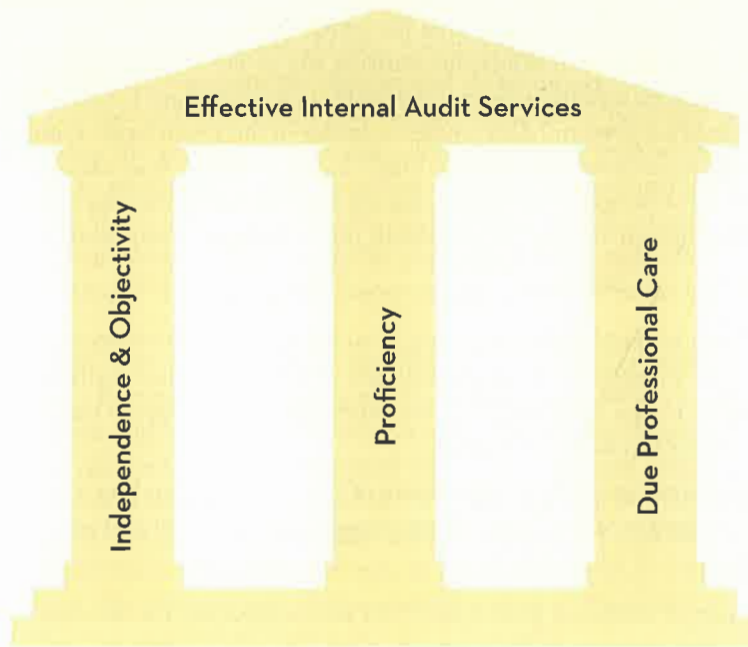 Effective Internal Audit Services
Independence & Objectivity
Proficiency
Due Professional Care